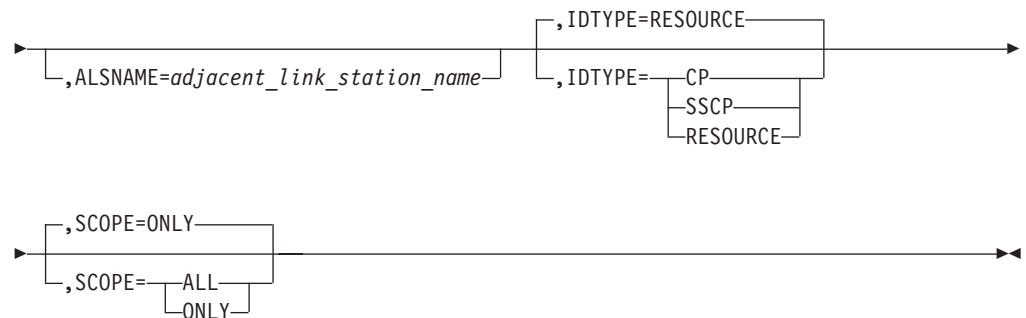 ,IDTYPE=RESOURCE
,ALSNAME=adjacent_link_station_name
,IDTYPE= CP
SSCP
RESOURCE
,SCOPE=ONLY
,SCOPE= ALL
ONLY